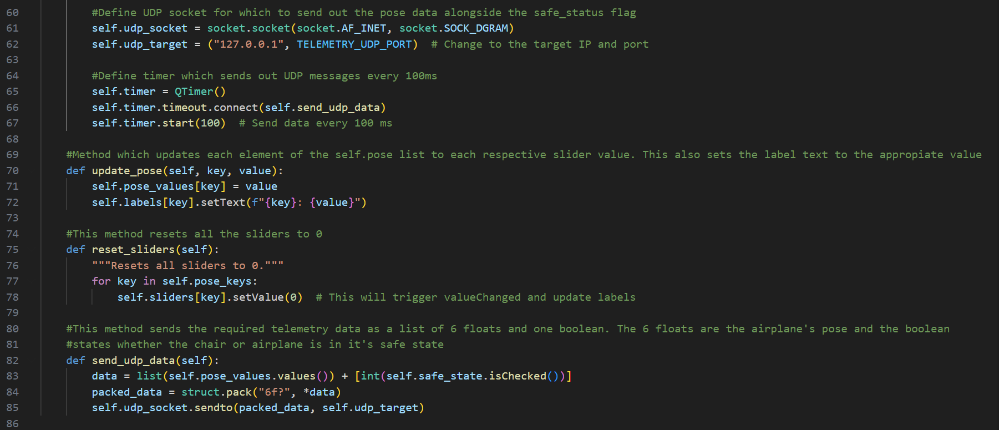 60 #Define UDP socket for which to send out the pose data alongside the safe_status flag
61 self.udp_socket = socket.socket(socket.AF_INET, socket.SOCK_DGRAM)
62 self.udp_target = ("127.0.0.1", TELEMETRY_UDP_PORT)  # Change to the target IP and port
63
64 #Define timer which sends out UDP messages every 100ms
65 self.timer = QTimer()
66 self.timer.timeout.connect(self.send_udp_data)
67 self.timer.start(100)  # Send data every 100 ms
68
69 #Method which updates each element of the self.pose list to each respective slider value. This also sets the label text to the appropiate value
70 def update_pose(self, key, value):
71 self.pose_values[key] = value
72 self.labels[key].setText(f"{key}: {value}")
73
74 #This method resets all the sliders to 0
75 def reset_sliders(self):
76 """Resets all sliders to 0."""
77 for key in self.pose_keys:
78 self.sliders[key].setValue(0)  # This will trigger valueChanged and update labels
79
80 #This method sends the required telemetry data as a list of 6 floats and one boolean. The 6 floats are the airplane's pose and the boolean
81 #states whether the chair or airplane is in it's safe state
82 def send_udp_data(self):
83 data = list(self.pose_values.values()) + [int(self.safe_state.isChecked())]
84 packed_data = struct.pack("6f?", *data)
85 self.udp_socket.sendto(packed_data, self.udp_target)
86